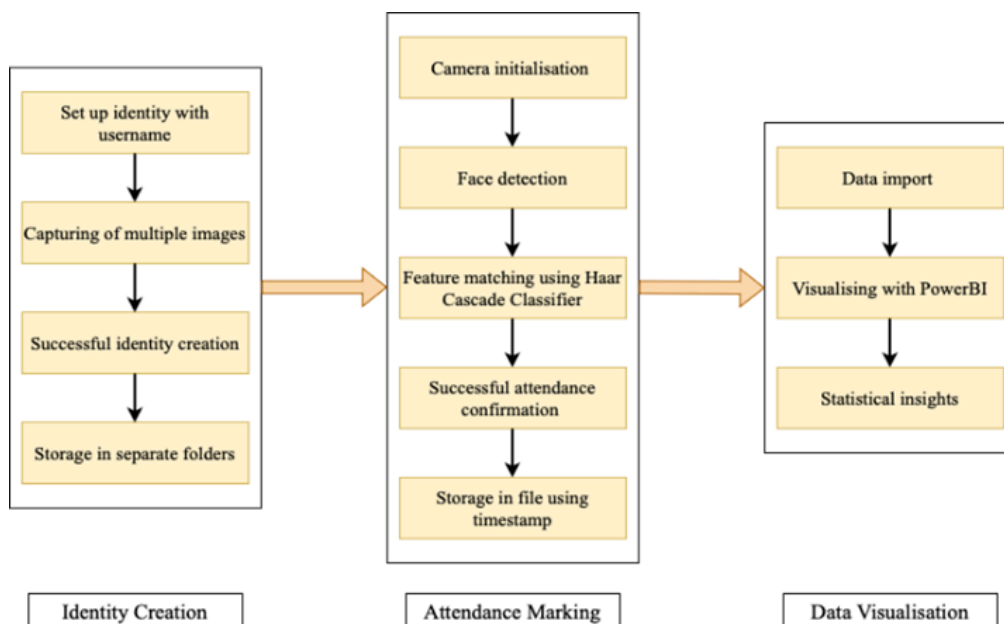 Set up identity with
username
Capturing of multiple images
Successful identity creation
Storage in separate folders
Identity Creation
Camera initialisation
Face detection
Feature matching using Haar
Cascade Classifier
Successful attendance
confirmation
Storage in file using
timestamp
Attendance Marking
Data import
Visualising with PowerBI
Statistical insights
Data Visualisation